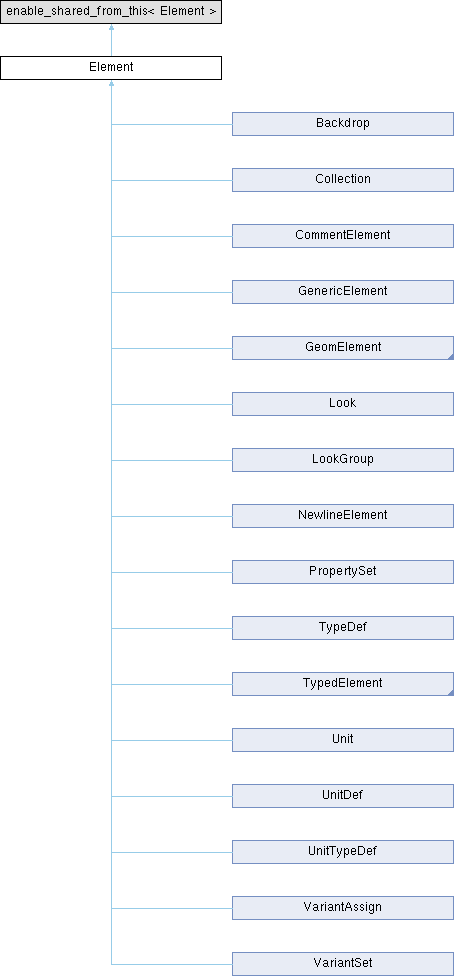 enable_shared_from_this< Element >
Element
Backdrop
Collection
CommentElement
GenericElement
GeomElement
Look
LookGroup
NewlineElement
PropertySet
TypeDef
TypedElement
Unit
UnitDef
UnitTypeDef
VariantAssign
VariantSet